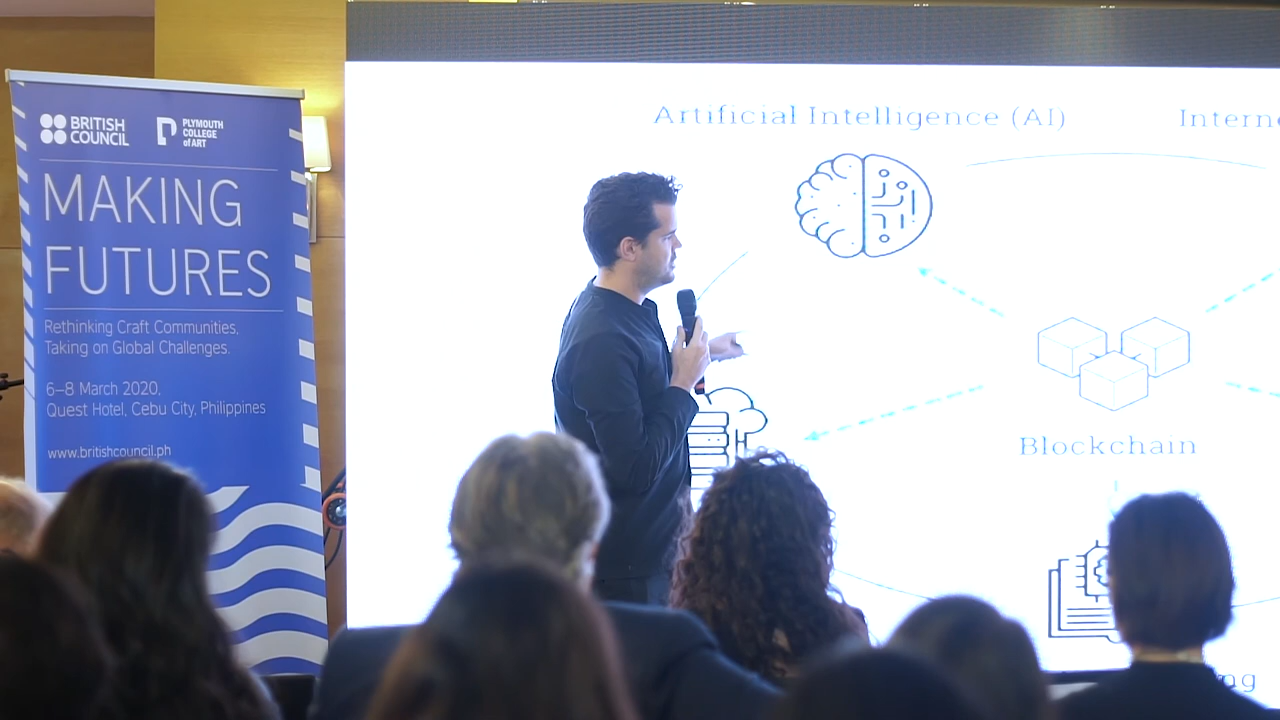 BRITISH
COUNCIL
PLYMOUTH
COLLEGE
of ART
MAKING
FUTURES
Rethinking Craft Communities,
Taking on Global Challenges.
6–8 March 2020,
Quest Hotel, Cebu City, Philippines
www.britishcouncil.ph
Artificial Intelligence (AI)
Blockchain